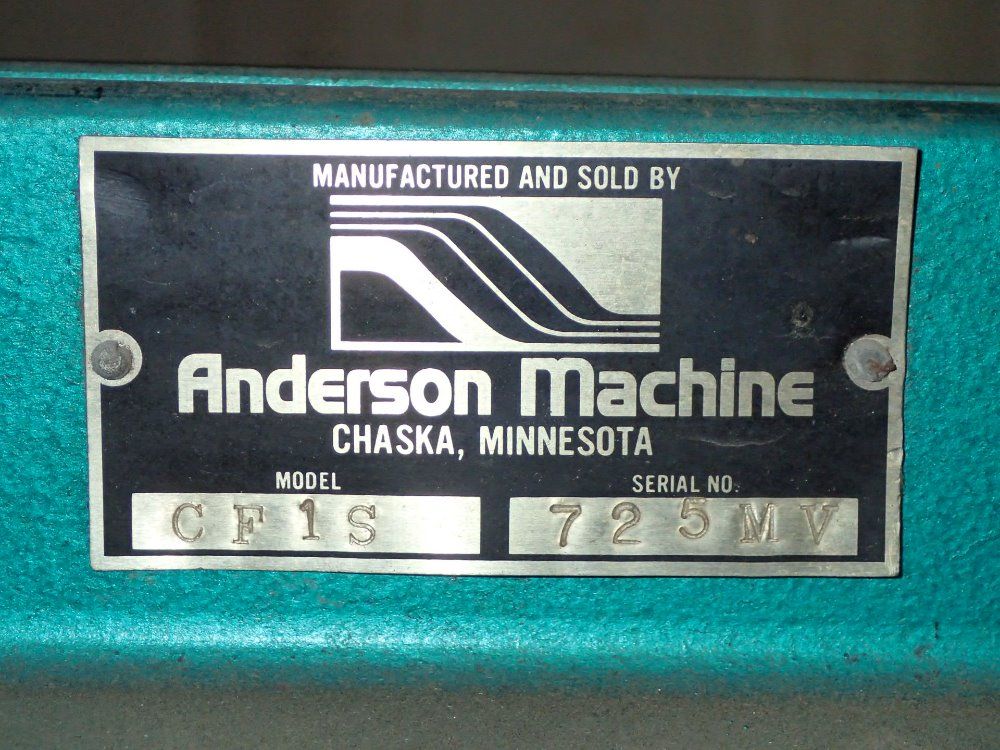 MANUFACTURED AND SOLD BY
Anderson Machine
CHASKA, MINNESOTA
MODEL SERIAL NO.
CF1S 725MV